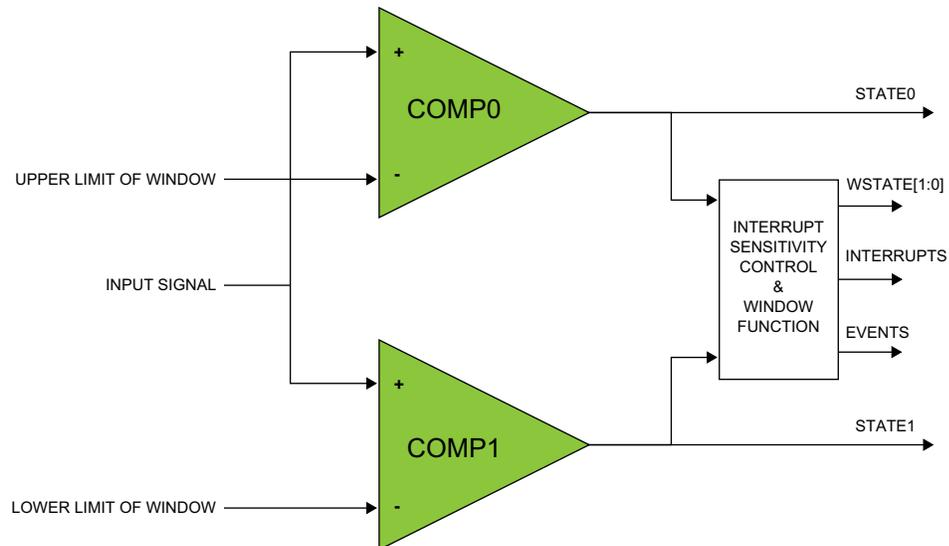 +
COMP0
-
STATE0
UPPER LIMIT OF WINDOW
WSTATE[1:0]
INTERRUPT
SENSITIVITY
CONTROL
&
WINDOW
FUNCTION
INTERRUPTS
EVENTS
INPUT SIGNAL
+
COMP1
-
STATE1
LOWER LIMIT OF WINDOW